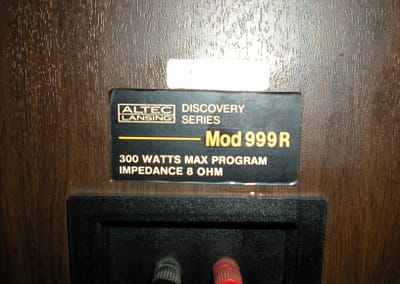 ALTEC
LANSING
DISCOVERY
SERIES
Mod 999R
300 WATTS MAX PROGRAM
IMPEDANCE 8 OHM